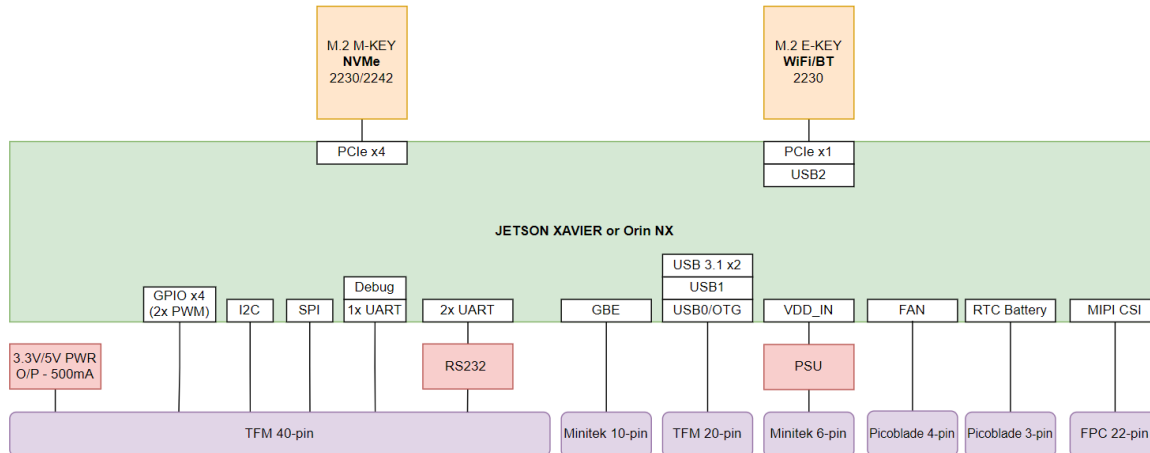 M.2 M-KEY
NVMe
2230/2242
M.2 E-KEY
WiFi/BT
2230
PCIe x4
PCIe x1
USB2
JETSON XAVIER or Orin NX
USB 3.1 x2
Debug
USB1
GPIO x4
(2x PWM)
I2C
SPI
1x UART
2x UART
GBE
USB0/OTG
VDD_IN
FAN
RTC Battery
MIPI CSI
3.3V/5V PWR
O/P - 500mA
RS232
PSU
TFM 40-pin
Minitek 10-pin
TFM 20-pin
Minitek 6-pin
Picoblade 4-pin
Picoblade 3-pin
FPC 22-pin